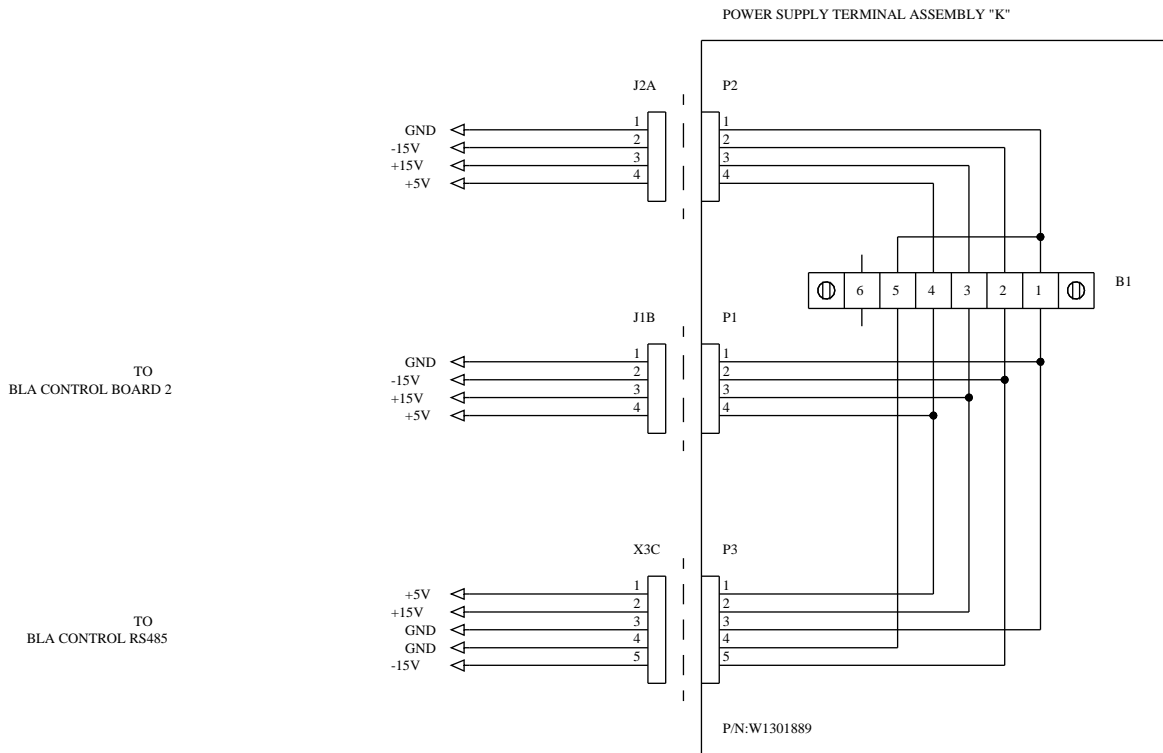 POWER SUPPLY TERMINAL ASSEMBLY "K"
J2A P2
GND 1 1
-15V 2 2
+15V 3 3
+5V 4 4
6 5 4 3 2 1 B1
J1B P1
GND 1 1
-15V 2 2
+15V 3 3
+5V 4 4
TO
BLA CONTROL BOARD 2
X3C P3
+5V 1 1
+15V 2 2
GND 3 3
GND 4 4
-15V 5 5
TO
BLA CONTROL RS485
P/N:W1301889